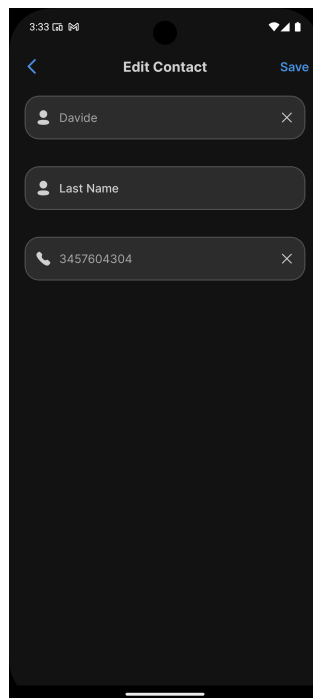 3:33
Edit Contact
Save
Davide
Last Name
3457604304